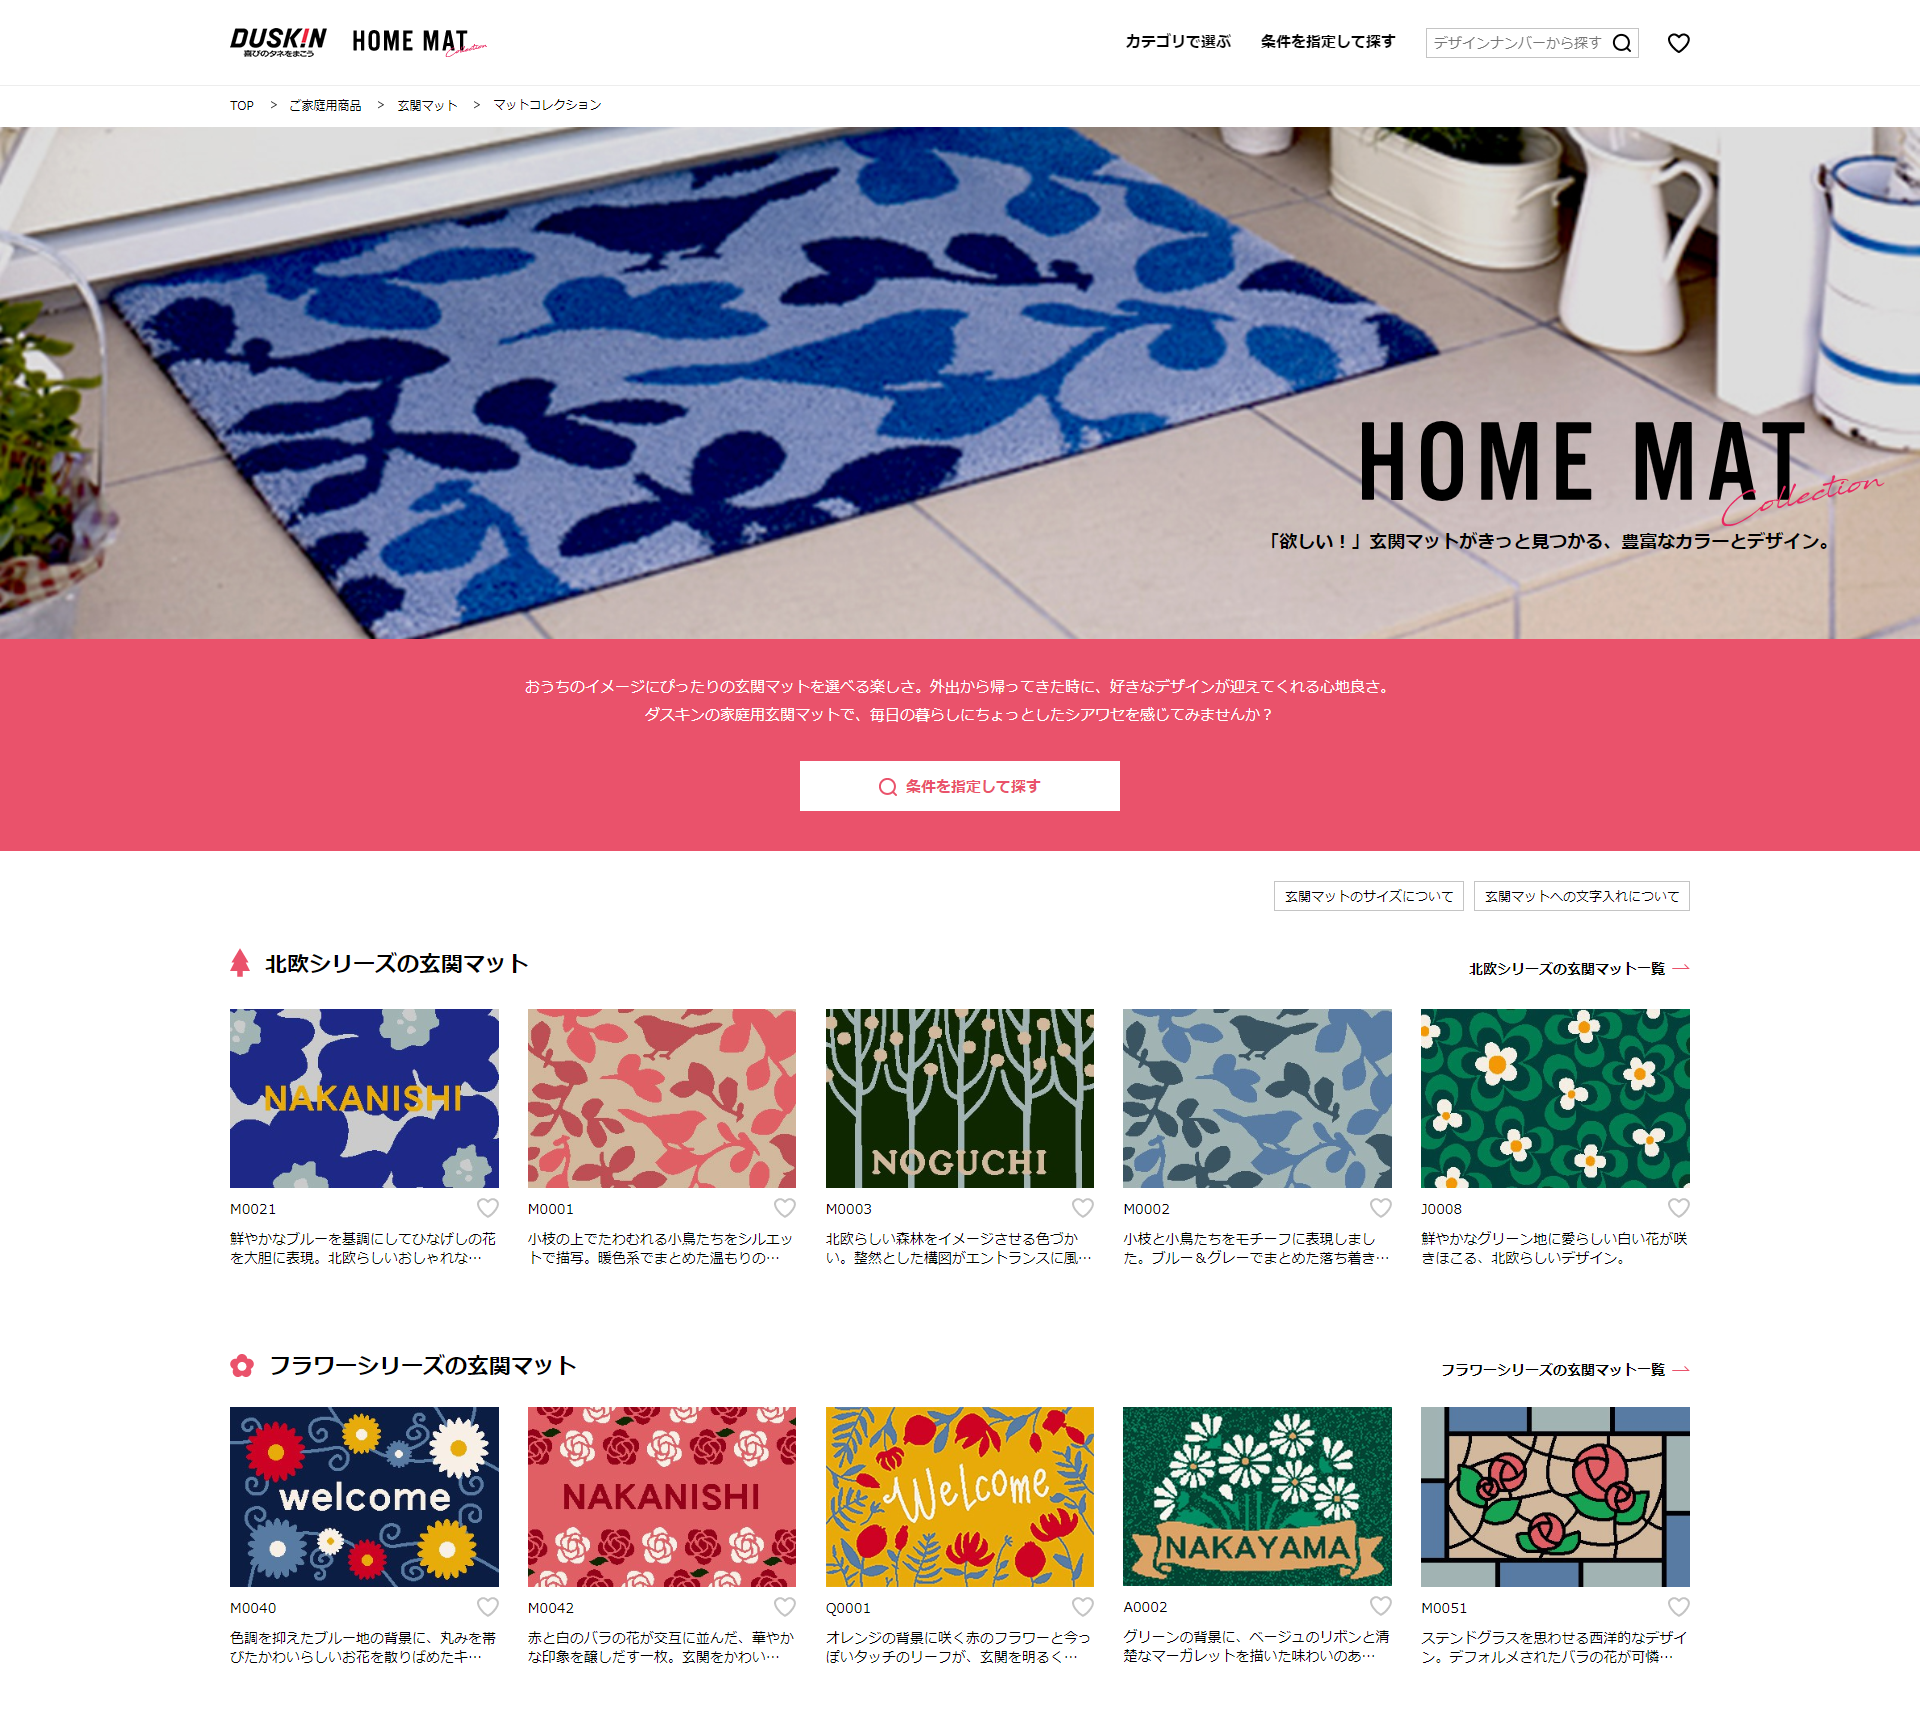 DUSKIN
喜びのタネをまこう
HOME MAT
Collection
カテゴリで選ぶ
条件を指定して探す
デザインナンバーから探す
TOP > ご家庭用商品 > 玄関マット > マットコレクション
HOME MAT
Collection
「欲しい！」玄関マットがきっと見つかる、豊富なカラーとデザイン。
おうちのイメージにぴったりの玄関マットを選べる楽しさ。外出から帰ってきた時に、好きなデザインが迎えてくれる心地良さ。
ダスキンの家庭用玄関マットで、毎日の暮らしにちょっとしたシアワセを感じてみませんか？
条件を指定して探す
玄関マットのサイズについて
玄関マットへの文字入れについて
北欧シリーズの玄関マット
北欧シリーズの玄関マット一覧
NAKANISHI
NOGUCHI
M0021
鮮やかなブルーを基調にしてひなげしの花
を大胆に表現。北欧らしいおしゃれな…
M0001
小枝の上でたわむれる小鳥たちをシルエッ
トで描写。暖色系でまとめた温もりの…
M0003
北欧らしい森林をイメージさせる色づか
い。整然とした構図がエントランスに風…
M0002
小枝と小鳥たちをモチーフに表現しまし
た。ブルー＆グレーでまとめた落ち着き…
J0008
鮮やかなグリーン地に愛らしい白い花が咲
きほこる、北欧らしいデザイン。
フラワーシリーズの玄関マット
フラワーシリーズの玄関マット一覧
welcome
NAKANISHI
Welcome
NAKAYAMA
M0040
色調を抑えたブルー地の背景に、丸みを帯
びたかわいらしいお花を散りばめたキ…
M0042
赤と白のバラの花が交互に並んだ、華やか
な印象を醸しだす一枚。玄関をかわい…
Q0001
オレンジの背景に咲く赤のフラワーと今っ
ぽいタッチのリーフが、玄関を明るく…
A0002
グリーンの背景に、ベージュのリボンと清
楚なマーガレットを描いた味わいのあ…
M0051
ステンドグラスを思わせる西洋的なデザイ
ン。デフォルメされたバラの花が可憐…